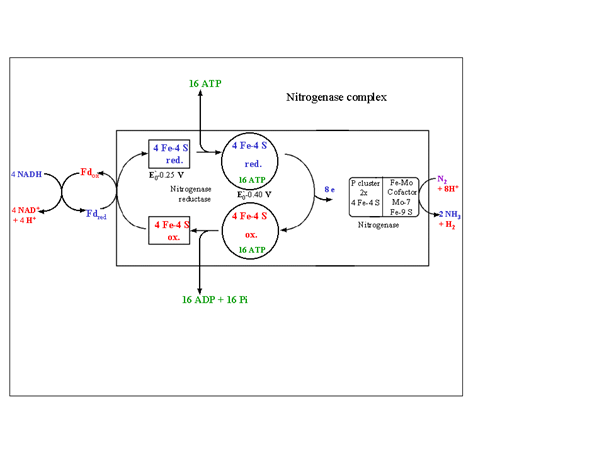 16 ATP
Nitrogenase complex
4 Fe-4 S
red.
E₀-0.25 V
Nitrogenase
reductase
4 Fe-4 S
red.
16 ATP
E₀-0.40 V
4 NADH
Fdox
Fdred
4 NAD⁺
+ 4 H⁺
4 Fe-4 S
ox.
4 Fe-4 S
ox.
16 ATP
8 e
P cluster
2x
4 Fe-4 S
Fe-Mo
Cofactor
Mo-7
Fe-9 S
Nitrogenase
N₂
+ 8H⁺
2 NH₃
+ H₂
16 ADP + 16 Pi